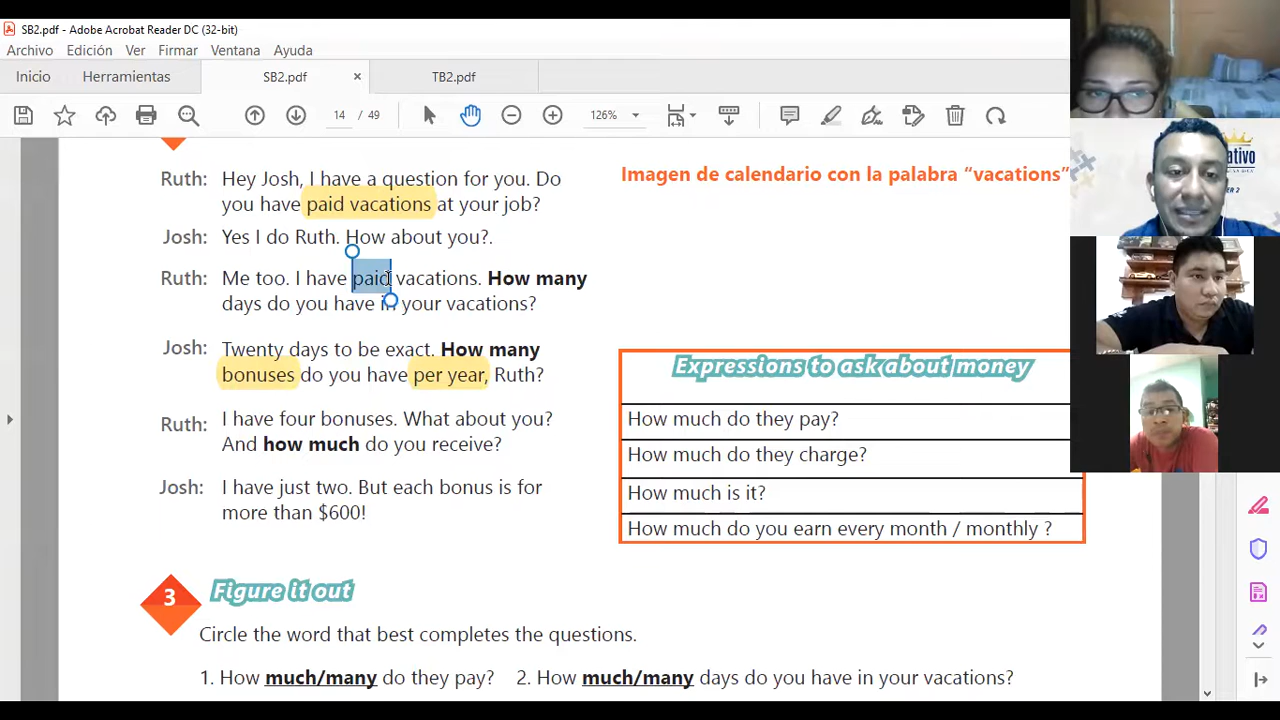 SB2.pdf - Adobe Acrobat Reader DC (32-bit)
Archivo Edición Ver Firmar Ventana Ayuda
Inicio Herramientas SB2.pdf × TB2.pdf
14 / 49 126%
Ruth: Hey Josh, I have a question for you. Do
you have paid vacations at your job?
Josh: Yes I do Ruth. How about you?.
Ruth: Me too. I have paid vacations. How many
days do you have in your vacations?
Josh: Twenty days to be exact. How many
bonuses do you have per year, Ruth?
Ruth: I have four bonuses. What about you?
And how much do you receive?
Josh: I have just two. But each bonus is for
more than $600!
Imagen de calendario con la palabra “vacations”
Expressions to ask about money
How much do they pay?
How much do they charge?
How much is it?
How much do you earn every month / monthly ?
3 Figure it out
Circle the word that best completes the questions.
1. How much/many do they pay? 2. How much/many days do you have in your vacations?